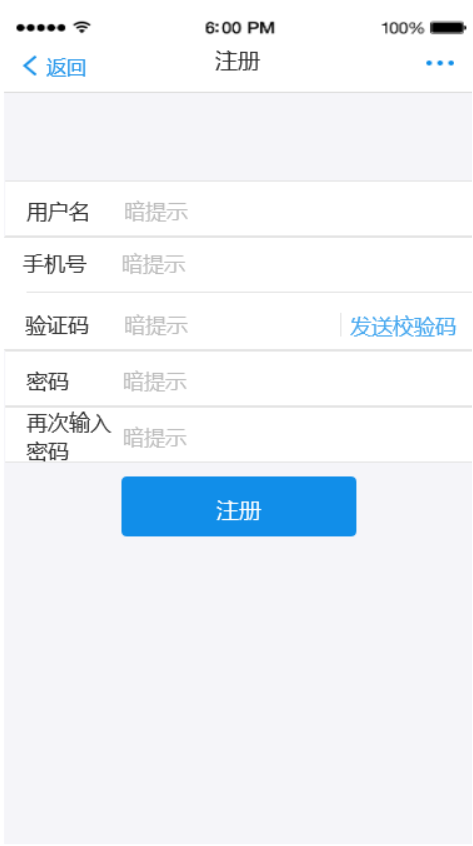 6:00 PM
100%
返回
注册
用户名
暗提示
手机号
暗提示
验证码
暗提示
发送校验码
密码
暗提示
再次输入
密码
暗提示
注册